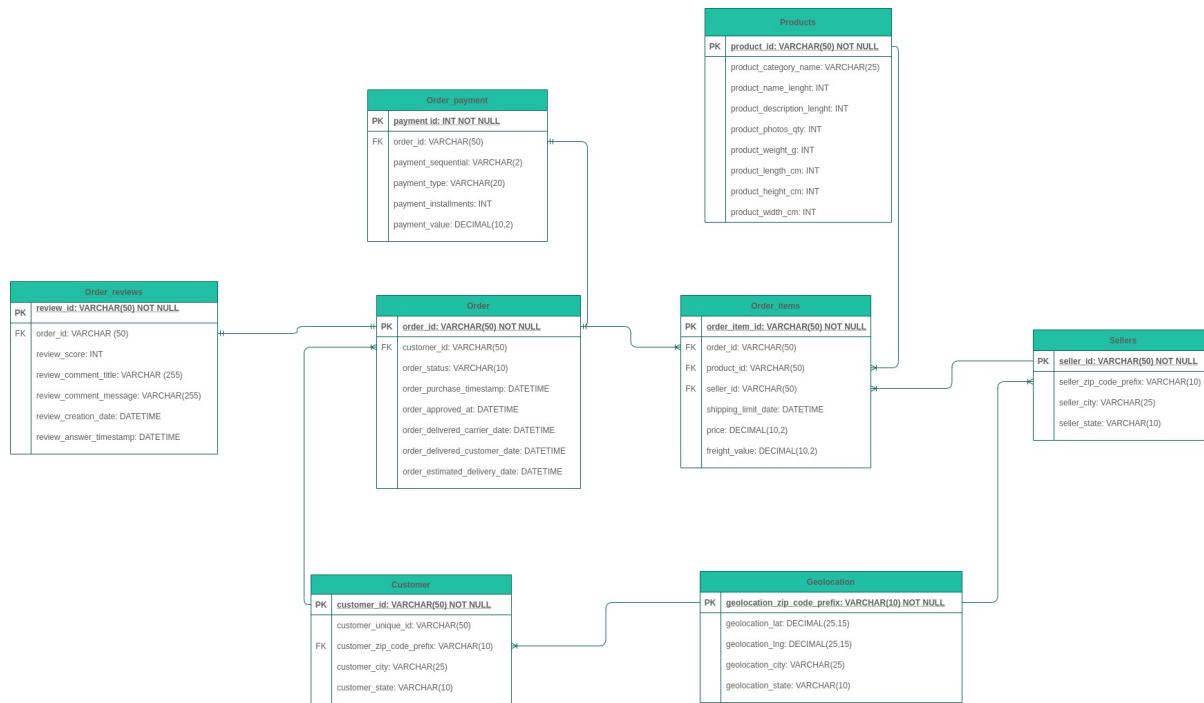 Products
PK product_id: VARCHAR(50) NOT NULL
product_category_name: VARCHAR(25)
product_name_lenght: INT
product_description_lenght: INT
product_photos_qty: INT
product_weight_g: INT
product_length_cm: INT
product_height_cm: INT
product_width_cm: INT
Order_payment
PK payment id: INT NOT NULL
FK order_id: VARCHAR(50)
payment_sequential: VARCHAR(2)
payment_type: VARCHAR(20)
payment_installments: INT
payment_value: DECIMAL(10,2)
Order_reviews
PK review_id: VARCHAR(50) NOT NULL
FK order_id: VARCHAR (50)
review_score: INT
review_comment_title: VARCHAR (255)
review_comment_message: VARCHAR(255)
review_creation_date: DATETIME
review_answer_timestamp: DATETIME
Order
PK order_id: VARCHAR(50) NOT NULL
FK customer_id: VARCHAR(50)
order_status: VARCHAR(10)
order_purchase_timestamp: DATETIME
order_approved_at: DATETIME
order_delivered_carrier_date: DATETIME
order_delivered_customer_date: DATETIME
order_estimated_delivery_date: DATETIME
Order_items
PK order_item_id: VARCHAR(50) NOT NULL
FK order_id: VARCHAR(50)
FK product_id: VARCHAR(50)
FK seller_id: VARCHAR(50)
shipping_limit_date: DATETIME
price: DECIMAL(10,2)
freight_value: DECIMAL(10,2)
Sellers
PK seller_id: VARCHAR(50) NOT NULL
seller_zip_code_prefix: VARCHAR(10)
seller_city: VARCHAR(25)
seller_state: VARCHAR(10)
Customer
PK customer_id: VARCHAR(50) NOT NULL
customer_unique_id: VARCHAR(50)
FK customer_zip_code_prefix: VARCHAR(10)
customer_city: VARCHAR(25)
customer_state: VARCHAR(10)
Geolocation
PK geolocation_zip_code_prefix: VARCHAR(10) NOT NULL
geolocation_lat: DECIMAL(25,15)
geolocation_lng: DECIMAL(25,15)
geolocation_city: VARCHAR(25)
geolocation_state: VARCHAR(10)